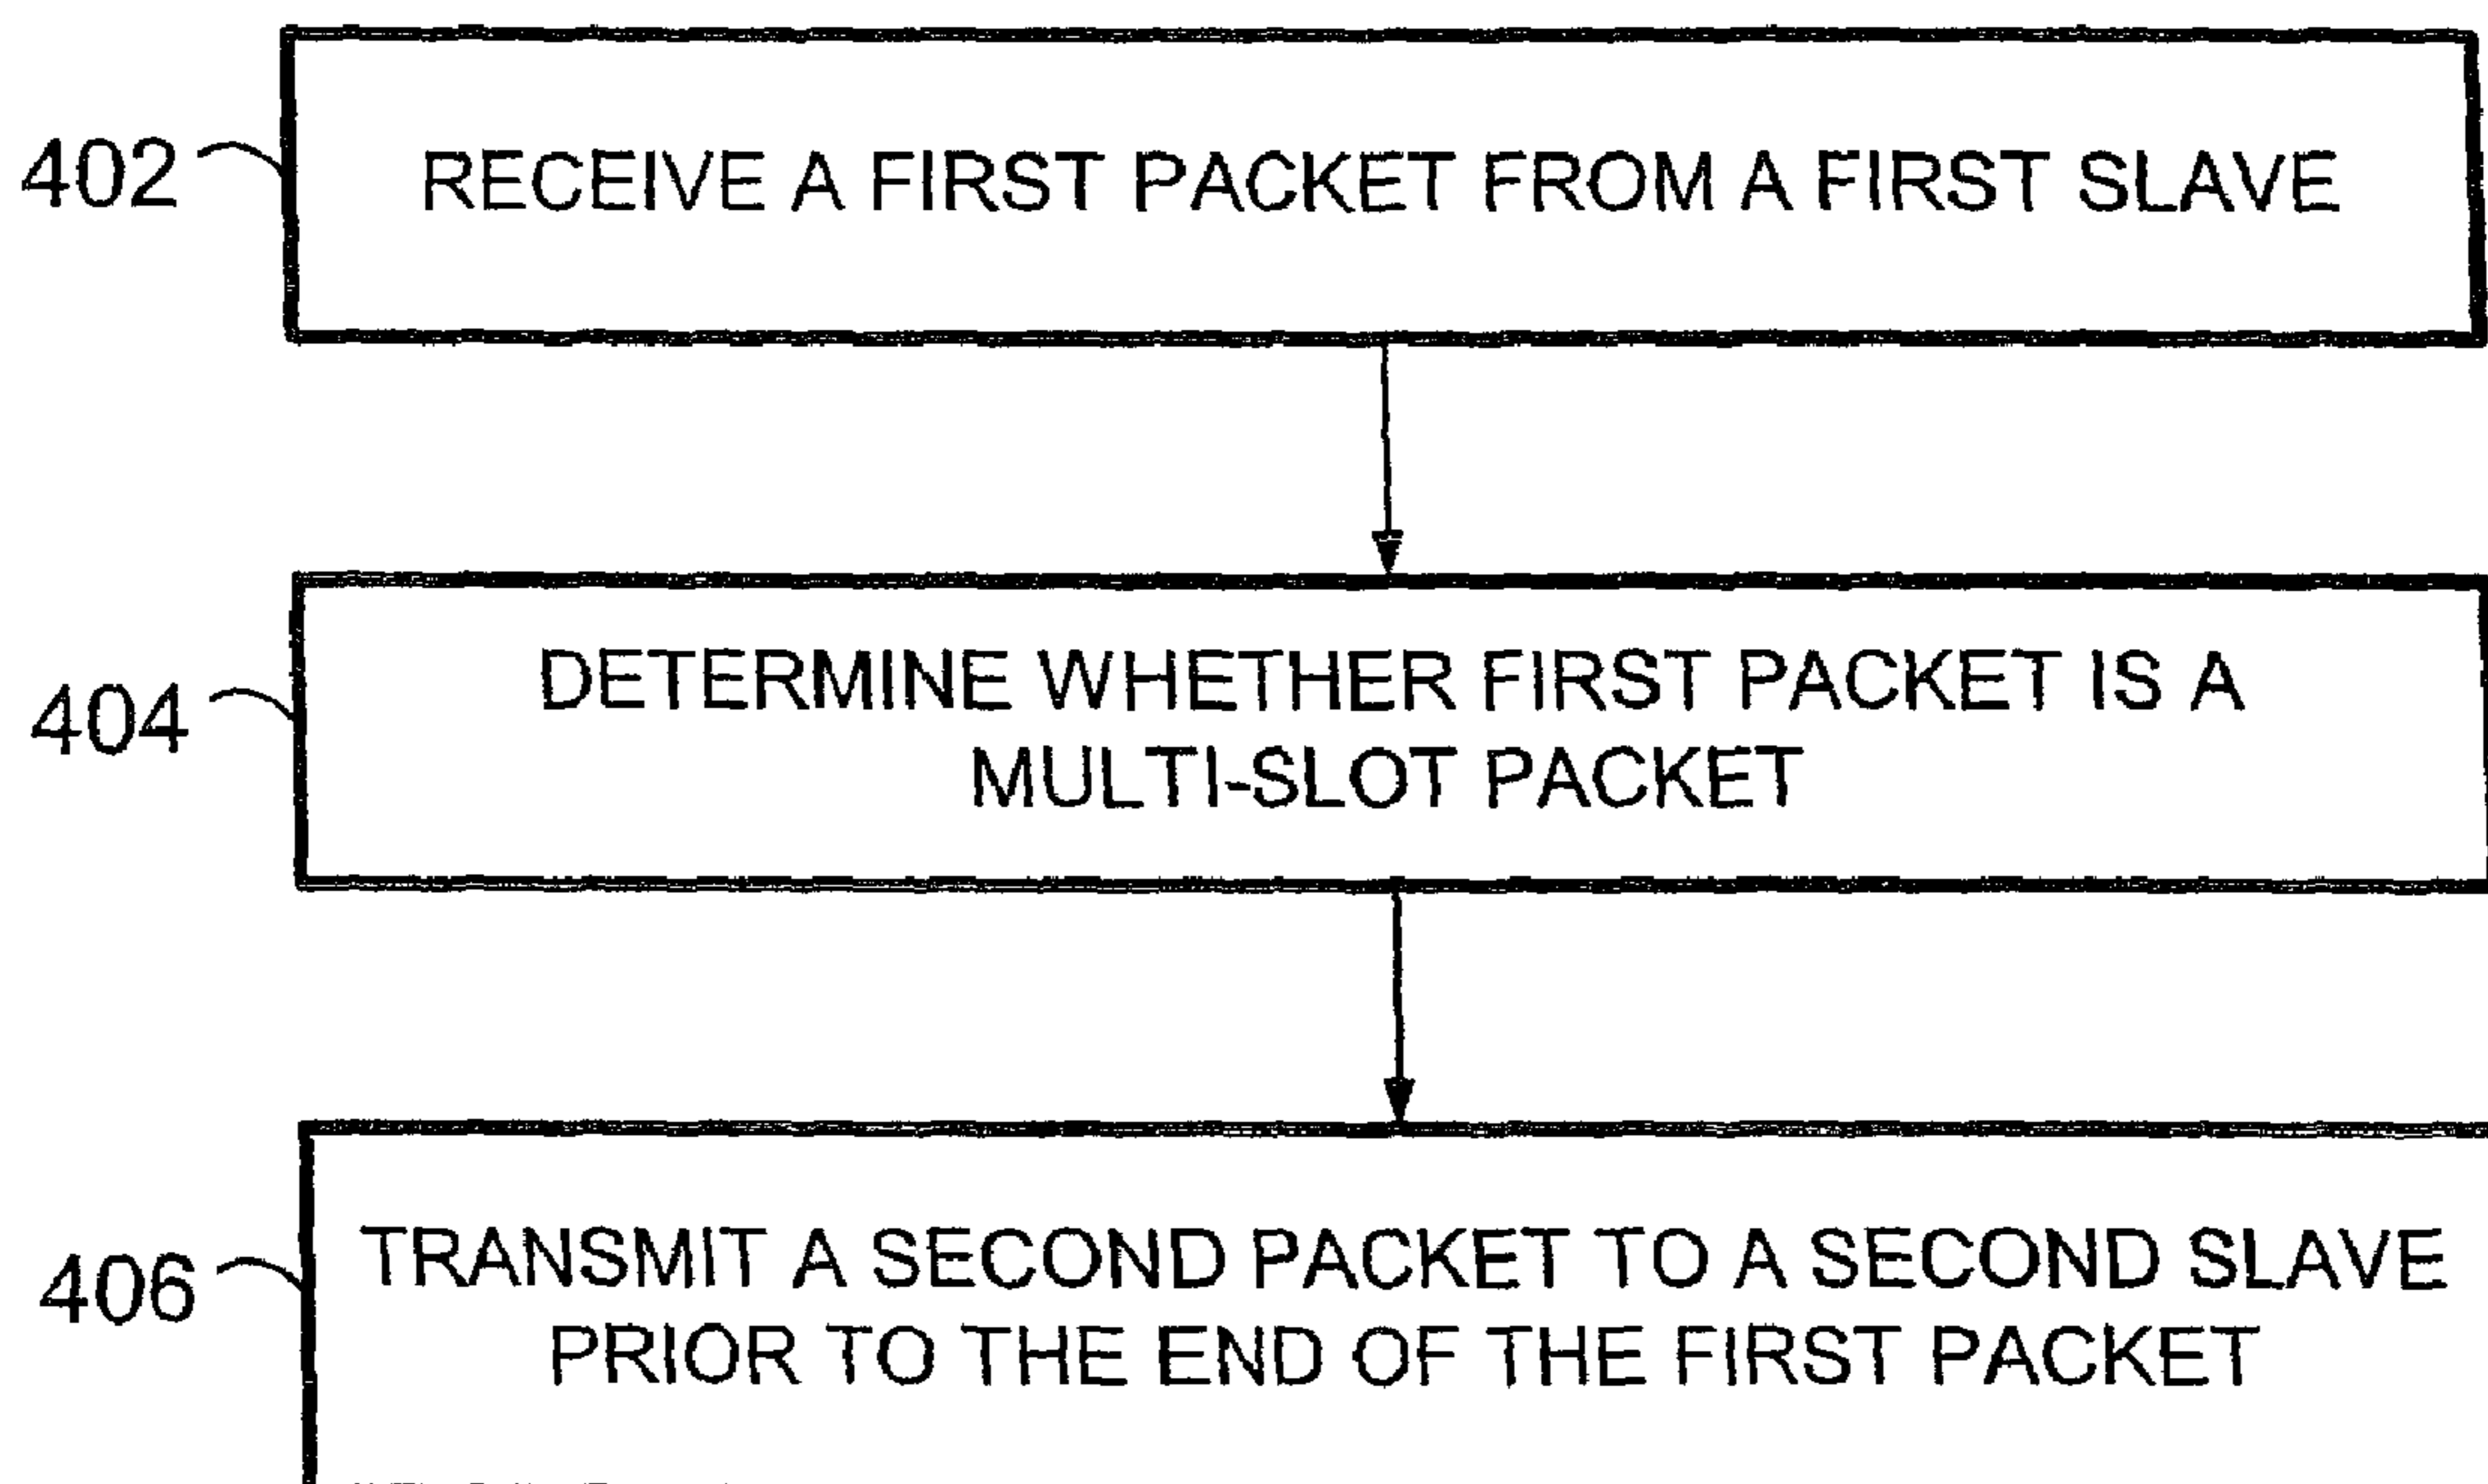 402
RECEIVE A FIRST PACKET FROM A FIRST SLAVE
404
DETERMINE WHETHER FIRST PACKET IS A
MULTI-SLOT PACKET
406
TRANSMIT A SECOND PACKET TO A SECOND SLAVE
PRIOR TO THE END OF THE FIRST PACKET